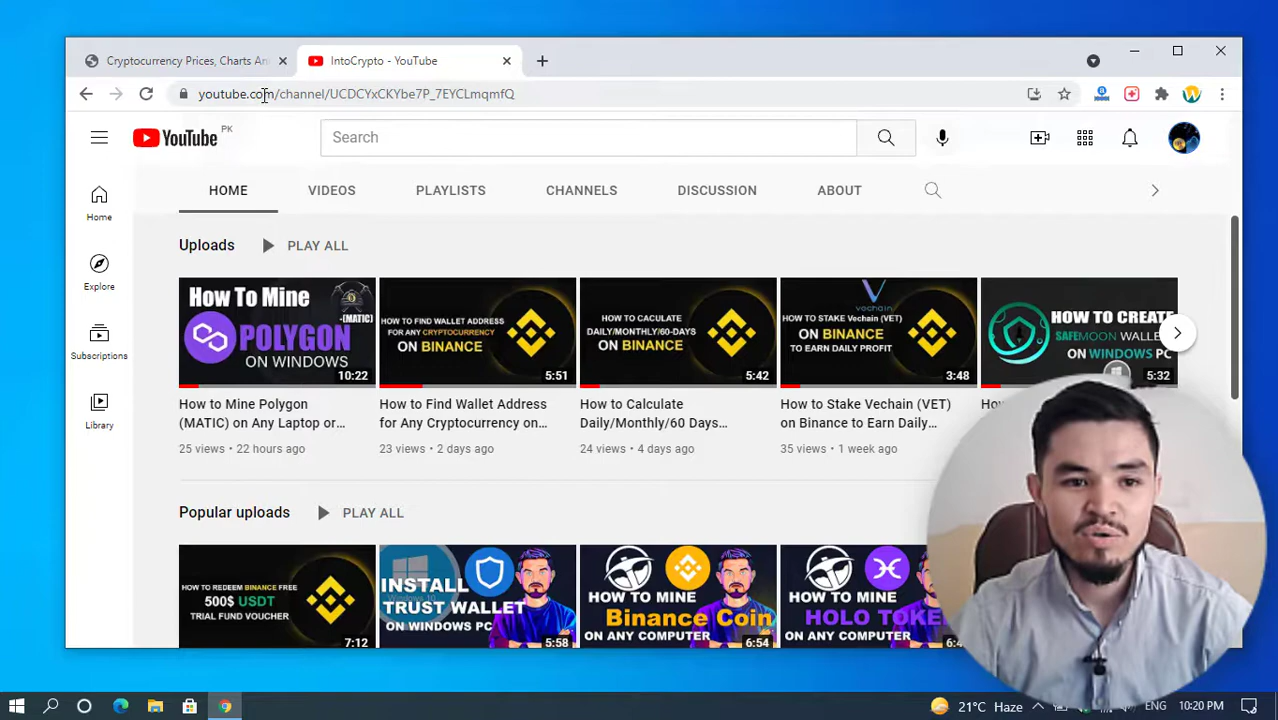 Cryptocurrency Prices, Charts An
IntoCrypto - YouTube
youtube.com/channel/UCDCYxCKYbe7P_7EYCLmqmfQ
YouTube PK
Search
HOME VIDEOS PLAYLISTS CHANNELS DISCUSSION ABOUT
Home
Explore
Subscriptions
Library
Uploads PLAY ALL
How To Mine
(MATIC)
POLYGON
ON WINDOWS
10:22
HOW TO FIND WALLET ADDRESS
FOR ANY CRYPTOCURRENCY
ON BINANCE
5:51
HOW TO CACULATE
DAILY/MONTHLY/60-DAYS
ON BINANCE
5:42
Vechain
HOW TO STAKE Vechain (VET)
ON BINANCE
TO EARN DAILY PROFIT
3:48
HOW TO CREATE
SAFEMOON WALLE
ON WINDOWS PC
5:32
How to Mine Polygon
(MATIC) on Any Laptop or...
25 views • 22 hours ago
How to Find Wallet Address
for Any Cryptocurrency on...
23 views • 2 days ago
How to Calculate
Daily/Monthly/60 Days...
24 views • 4 days ago
How to Stake Vechain (VET)
on Binance to Earn Daily...
35 views • 1 week ago
Popular uploads PLAY ALL
HOW TO REDEEM BINANCE FREE
500$ USDT
TRIAL FUND VOUCHER
7:12
INSTALL
TRUST WALLET
ON WINDOWS PC
5:58
HOW TO MINE
Binance Coin
ON ANY COMPUTER
6:54
HOW TO MINE
HOLO TOKE
ON ANY COMPUTER
21°C Haze
ENG
10:20 PM